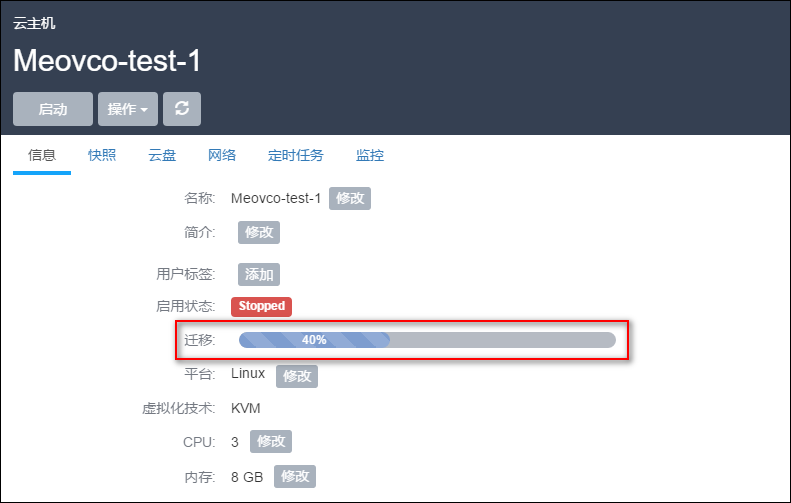 云主机
Meovco-test-1
启动 操作
信息 快照 云盘 网络 定时任务 监控
名称: Meovco-test-1 修改
简介: 修改
用户标签: 添加
启用状态: Stopped
迁移: 40%
平台: Linux 修改
虚拟化技术: KVM
CPU: 3 修改
内存: 8 GB 修改